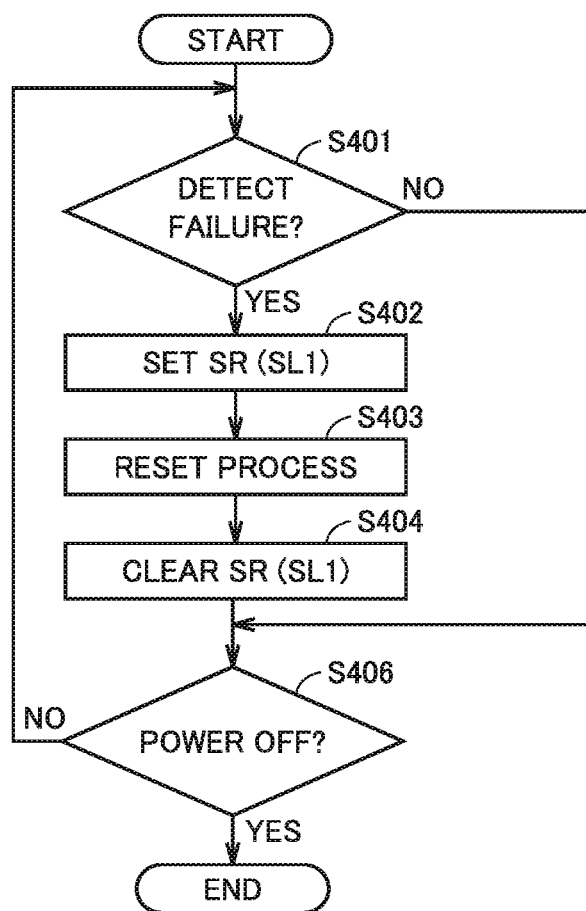 START
S401
DETECT
FAILURE?
NO
YES
S402
SET SR (SL1)
S403
RESET PROCESS
S404
CLEAR SR (SL1)
S406
NO
POWER OFF?
YES
END